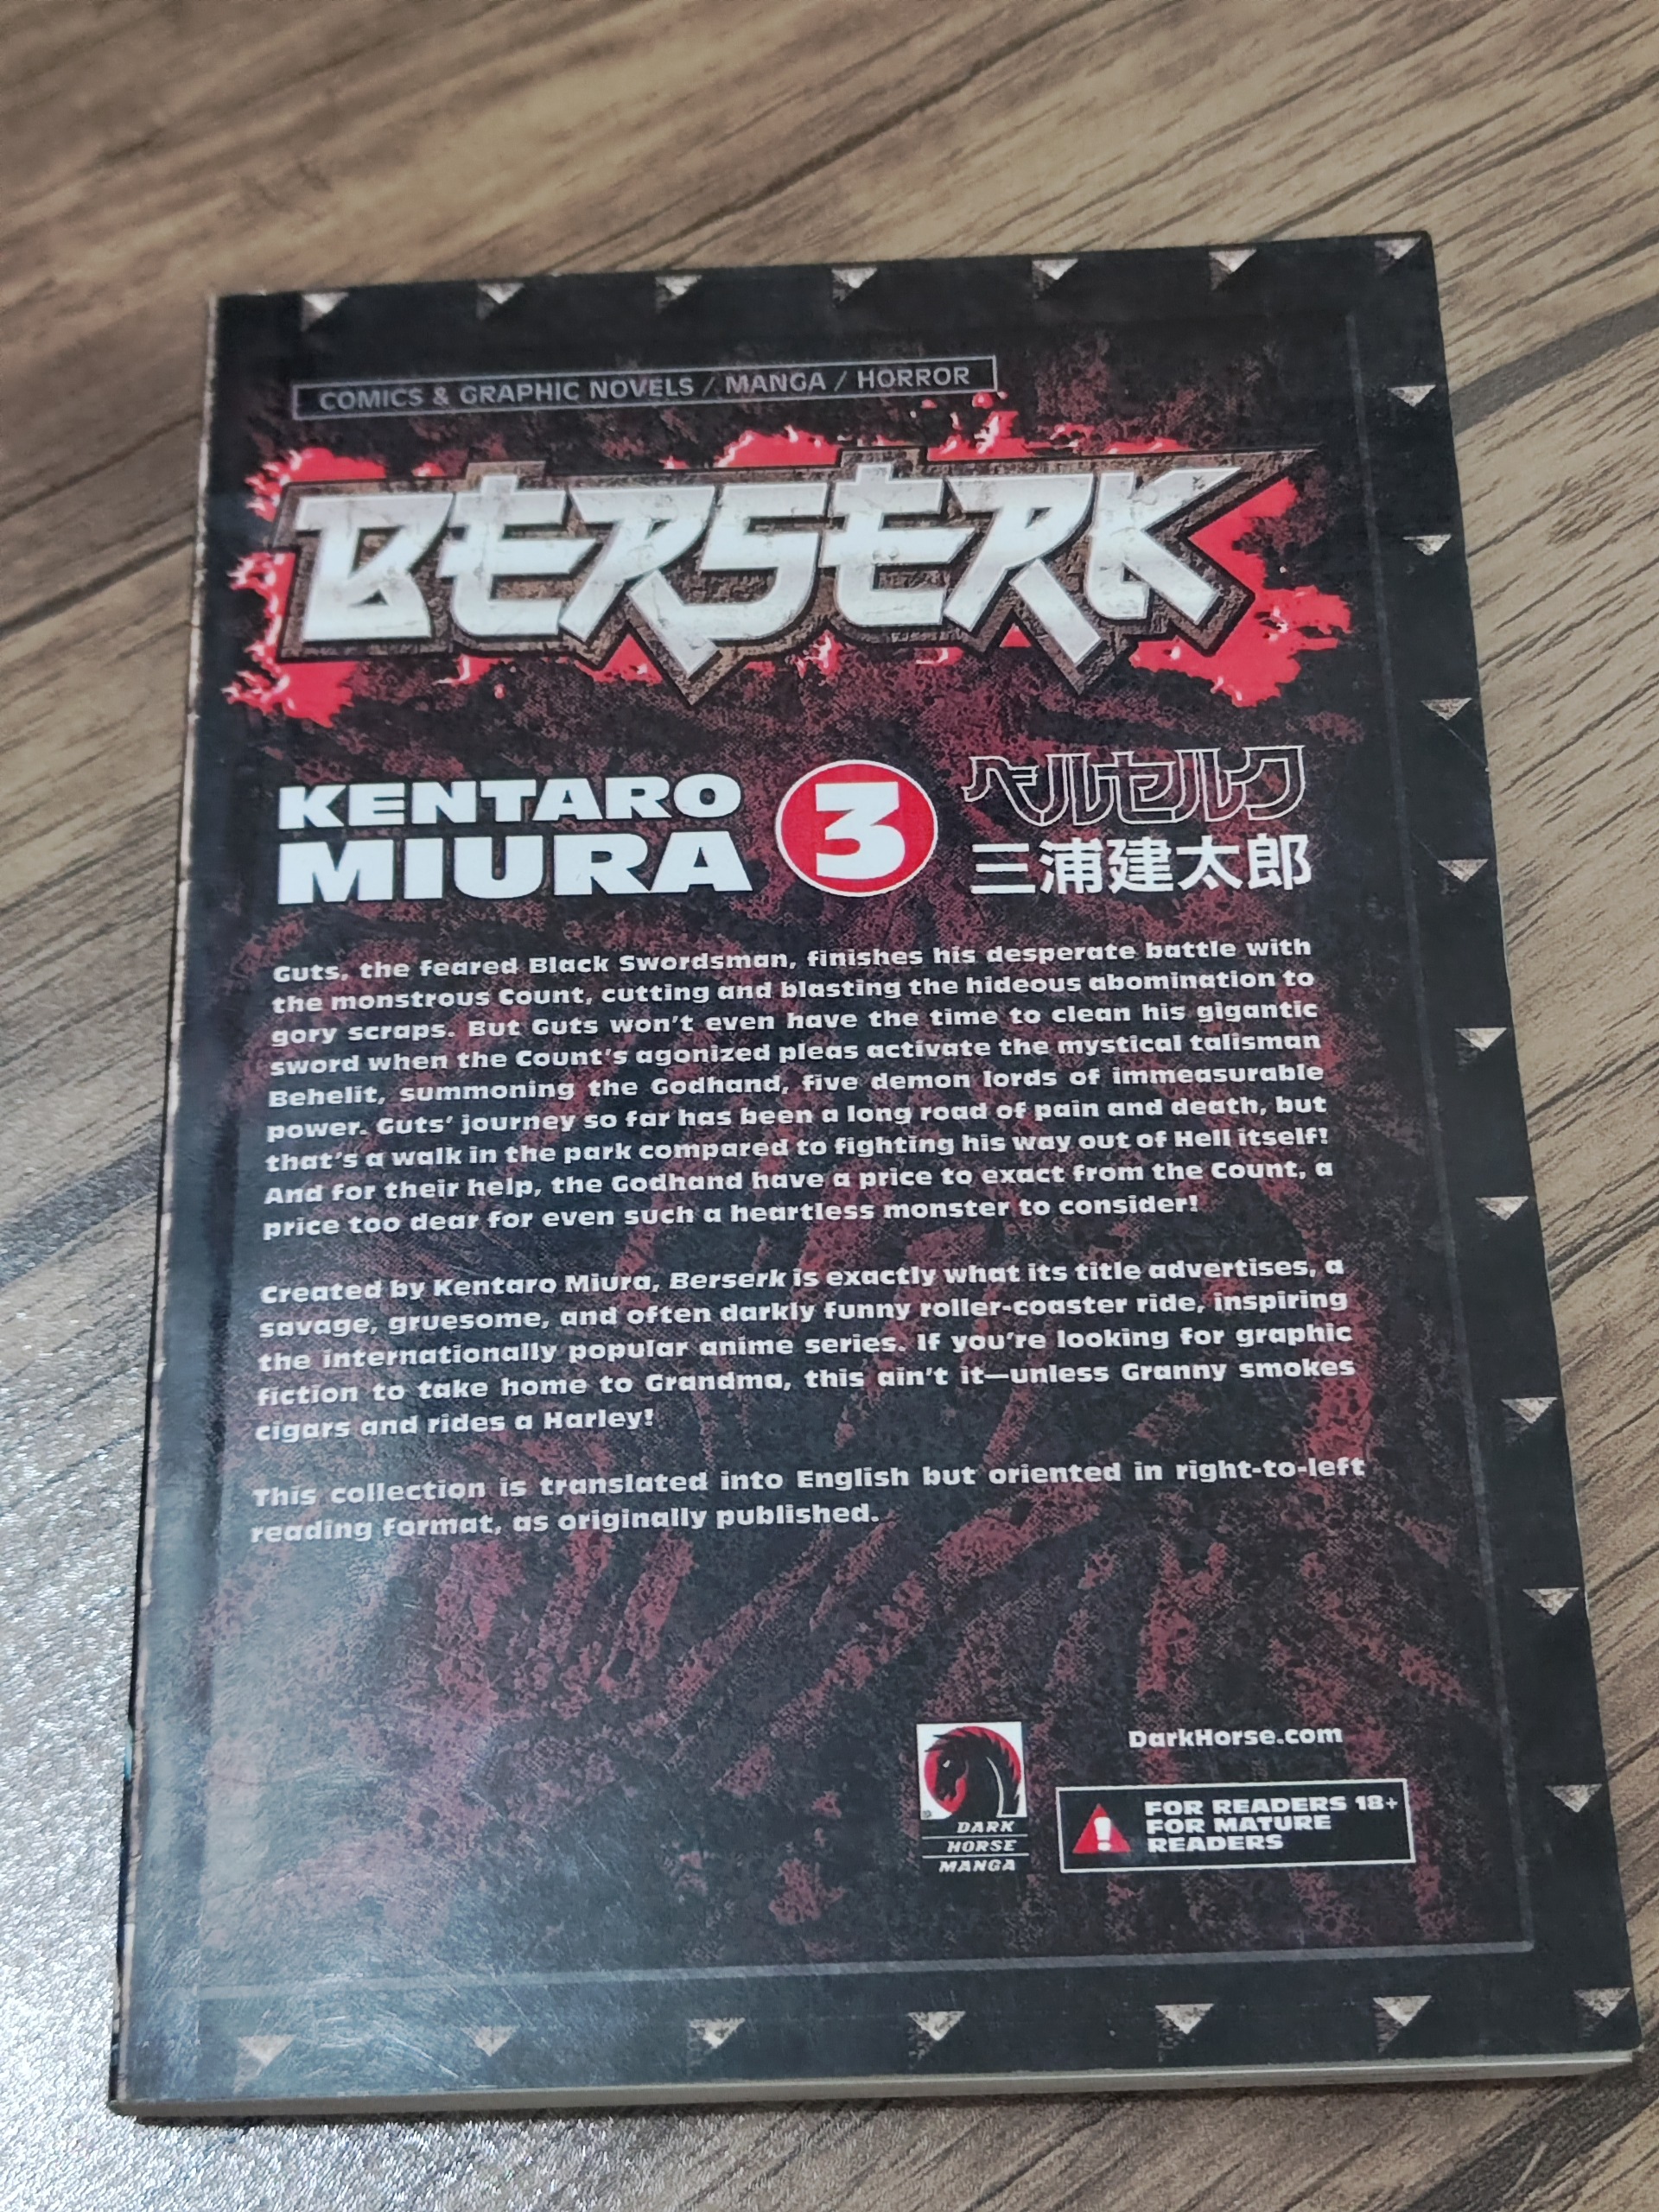 COMICS & GRAPHIC NOVELS / MANGA / HORROR
BERSERK
KENTARO
MIURA
3
ベルセルク
三浦建太郎
Guts, the feared Black Swordsman, finishes his desperate battle with
the monstrous Count, cutting and blasting the hideous abomination to
gory scraps. But Guts won't even have the time to clean his gigantic
sword when the Count's agonized pleas activate the mystical talisman
Behelit, summoning the Godhand, five demon lords of immeasurable
power. Guts' journey so far has been a long road of pain and death, but
that's a walk in the park compared to fighting his way out of Hell itself!
And for their help, the Godhand have a price to exact from the Count, a
price too dear for even such a heartless monster to consider!
Created by Kentaro Miura, Berserk is exactly what its title advertises, a
savage, gruesome, and often darkly funny roller-coaster ride, inspiring
the internationally popular anime series. If you're looking for graphic
fiction to take home to Grandma, this ain't it—unless Granny smokes
cigars and rides a Harley!
This collection is translated into English but oriented in right-to-left
reading format, as originally published.
DarkHorse.com
DARK
HORSE
MANGA
FOR READERS 18+
FOR MATURE
READERS